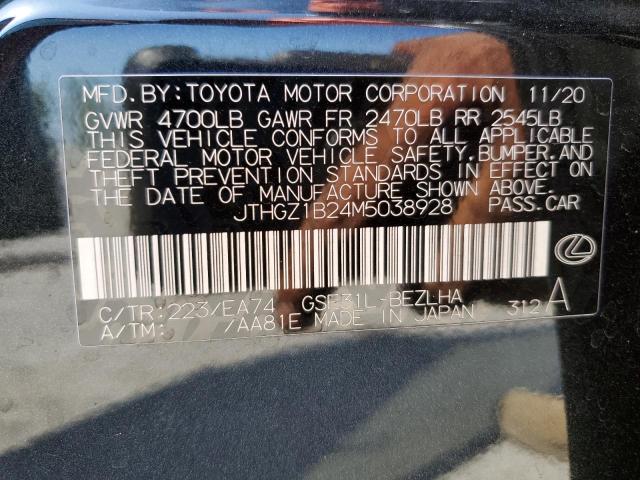 MFD.BY:TOYOTA MOTOR CORPORATION 11/20
GVWR 4700LB GAWR FR 2470LB RR 2545LB
THIS VEHICLE CONFORMS TO ALL APPLICABLE
FEDERAL MOTOR VEHICLE SAFETY,BUMPER,AND
THEFT PREVENTION STANDARDS IN EFFECT ON
THE DATE OF MANUFACTURE SHOWN ABOVE.
JTHGZ1B24M5038928 PASS.CAR
C/TR:223/EA74 GSE31L-BEZLHA
A/TM: /AA81E MADE IN JAPAN 312 A